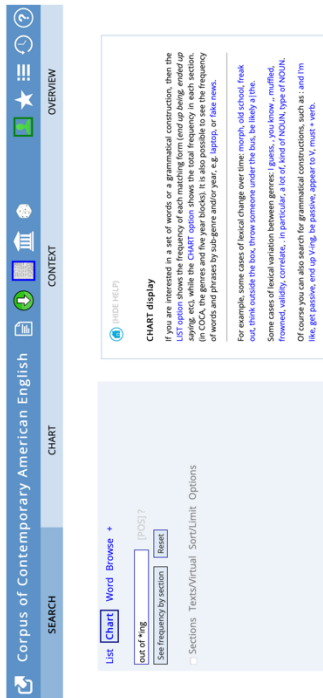 Corpus of Contemporary American English
SEARCH
CHART
CONTEXT
OVERVIEW
List Chart Word Browse +
out of *ing
[POS]?
See frequency by section
Reset
Sections Texts/Virtual Sort/Limit Options
(HIDE HELP)
CHART display
If you are interested in a set of words or a grammatical construction, then the
LIST option shows the frequency of each matching form (end up being, ended up
saying, etc), while the CHART option shows the total frequency in each section.
(in COCA, the genres and five year blocks). It is also possible to see the frequency
of words and phrases by sub-genre and/or year, e.g. laptop, or fake news.
For example, some cases of lexical change over time: morph, old school, freak
out, think outside the box, throw someone under the bus, be likely a|the.
Some cases of lexical variation between genres: I guess, , you know ,, muffled,
frowned, validity, correlate, , in particular, a lot of, kind of NOUN, type of NOUN.
Of course you can also search for grammatical constructions, such as : and I'm
like, get passive, end up V-ing, be passive, appear to V, must + verb.